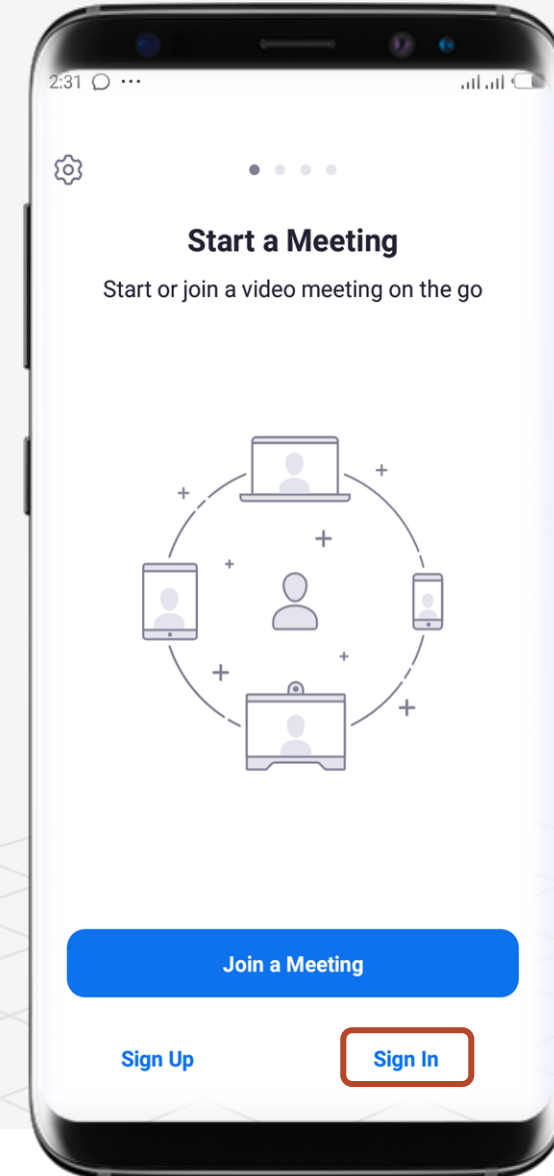 2:31
Start a Meeting
Start or join a video meeting on the go
Join a Meeting
Sign Up
Sign In